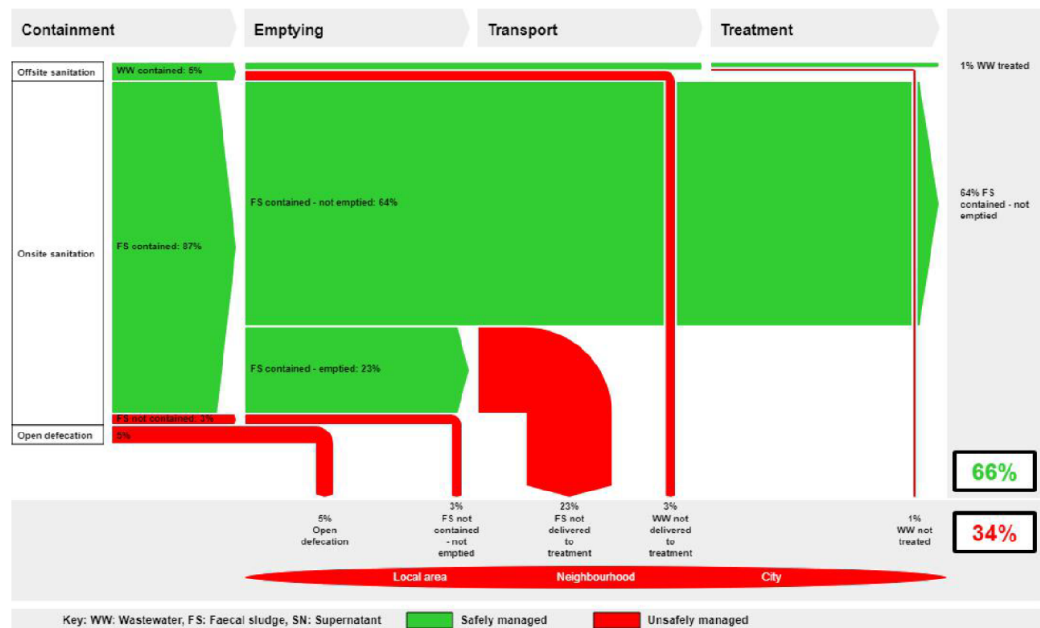 Containment
Emptying
Transport
Treatment
Offsite sanitation
WW contained: 5%
1% WW treated
FS contained - not emptied: 64%
64% FS
contained - not
emptied
Onsite sanitation
FS contained: 87%
FS contained - emptied: 23%
FS not contained: 3%
Open defecation
5%
66%
5%
Open
defecation
3%
FS not
contained
- not
emptied
23%
FS not
delivered
to
treatment
3%
WW not
delivered
to
treatment
1%
WW not
treated
34%
Local area
Neighbourhood
City
Key: WW: Wastewater, FS: Faecal sludge, SN: Supernatant
Safely managed
Unsafely managed